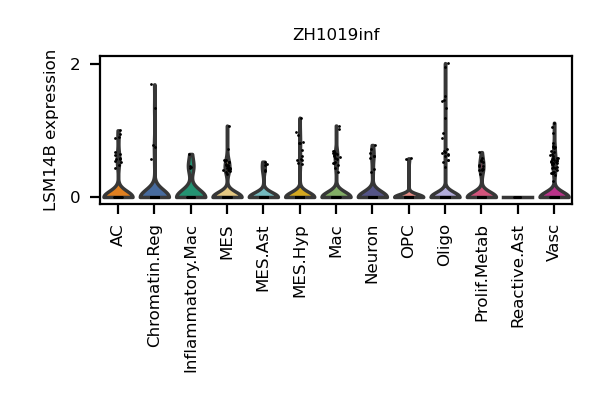 ZH1019inf
LSM14B expression
2
0
AC
Chromatin.Reg
Inflammatory.Mac
MES
MES.Ast
MES.Hyp
Mac
Neuron
OPC
Oligo
Prolif.Metab
Reactive.Ast
Vasc